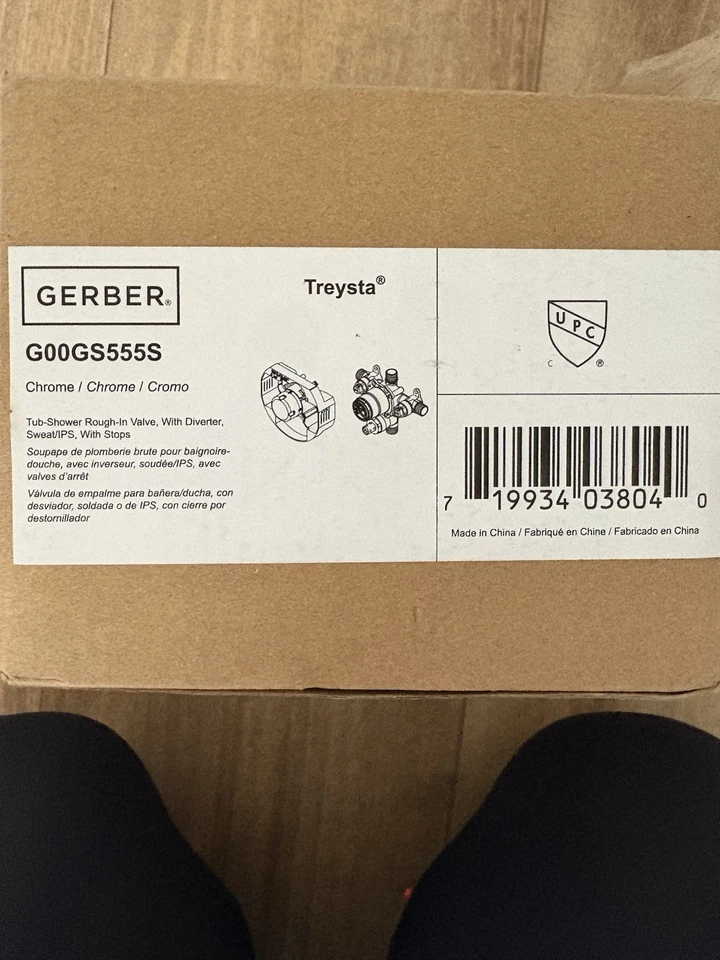 GERBER®
Treysta®
G00GS555S
Chrome / Chrome / Cromo
Tub-Shower Rough-In Valve, With Diverter,
Sweat/IPS, With Stops
Soupape de plomberie brute pour baignoire-
douche, avec inverseur, soudée/IPS, avec
valves d'arrêt
Válvula de empalme para bañera/ducha, con
desviador, soldada o de IPS, con cierre por
destornillador
UPC
C ®
7 19934 03804 0
Made in China / Fabriqué en Chine / Fabricado en China